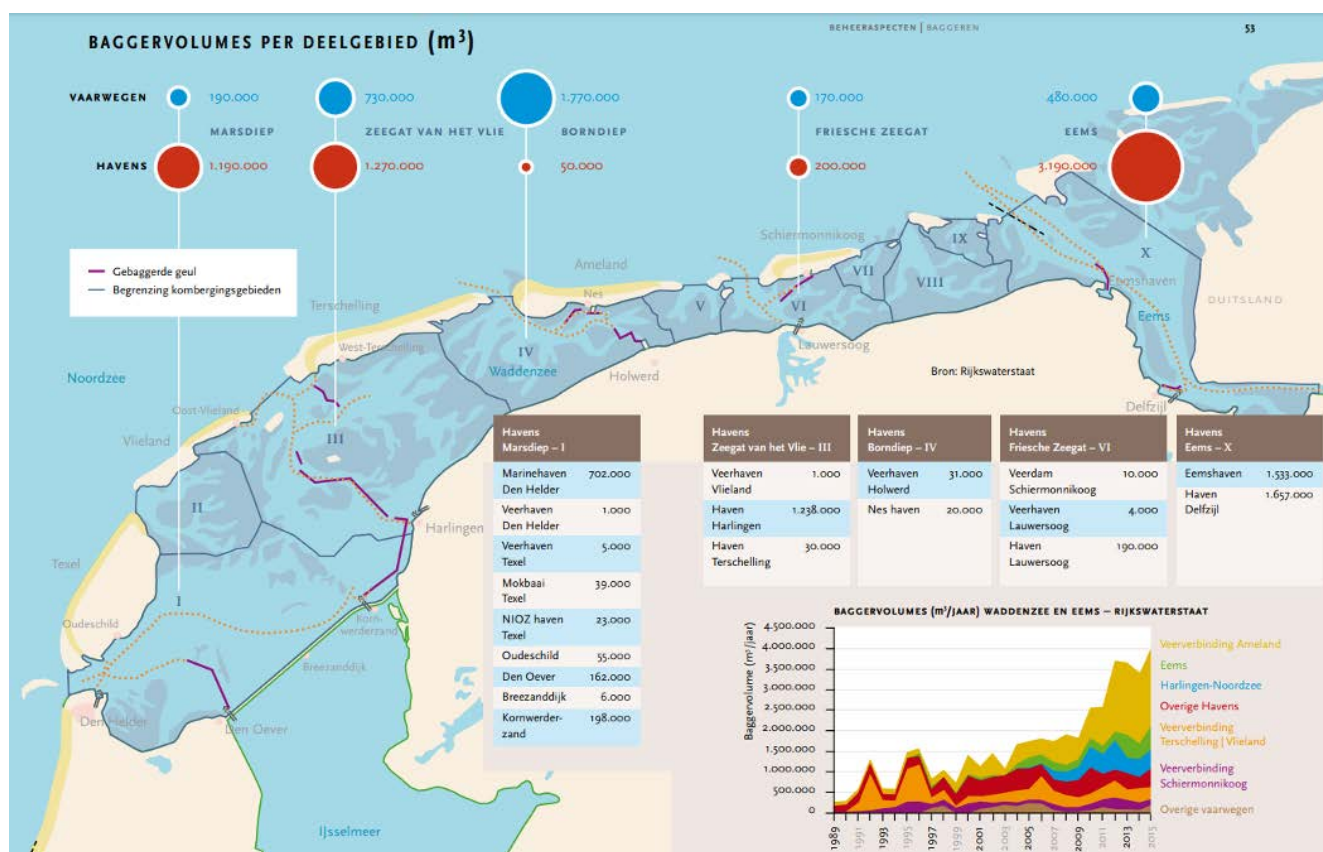 BEHEERASPECTEN | BAGGEREN
53
BAGGERVOLUMES PER DEELGEBIED (m³)
VAARWEGEN
190.000
730.000
1.770.000
170.000
480.000
MARSDIEP
ZEEGAT VAN HET VLIE
BORNDIEP
FRIESCHE ZEEGAT
EEMS
HAVENS
1.190.000
1.270.000
50.000
200.000
3.190.000
Gebaggerde geul
Begrenzing kombergingsgebieden
Schiermonnikoog
IX
X
VII
VIII
Ameland
Nes
V
VI
Eemshaven
DUITSLAND
Terschelling
Eems
West-Terschelling
IV
Waddenzee
Lauwersoog
Holwerd
Bron: Rijkswaterstaat
Noordzee
Oost-Vlieland
Delfzijl
Vlieland
III
II
Harlingen
Texel
I
Oudeschild
Korn-
werderzand
Breezanddijk
Den Helder
Den Oever
IJsselmeer
Havens
Marsdiep – I
Marinehaven 702.000
Den Helder
Veerhaven 1.000
Den Helder
Veerhaven 5.000
Texel
Mokbaai 39.000
Texel
NIOZ haven 23.000
Texel
Oudeschild 55.000
Den Oever 162.000
Breezanddijk 6.000
Kornwerder- 198.000
zand
Havens
Zeegat van het Vlie – III
Veerhaven 1.000
Vlieland
Haven 1.238.000
Harlingen
Haven 30.000
Terschelling
Havens
Borndiep – IV
Veerhaven 31.000
Holwerd
Nes haven 20.000
Havens
Friesche Zeegat – VI
Veerdam 10.000
Schiermonnikoog
Veerhaven 4.000
Lauwersoog
Haven 190.000
Lauwersoog
Havens
Eems – X
Eemshaven 1.533.000
Haven 1.657.000
Delfzijl
BAGGERVOLUMES (m³/JAAR) WADDENZEE EN EEMS – RIJKSWATERSTAAT
Baggervolume (m³/jaar)
4.500.000
4.000.000
3.500.000
3.000.000
2.500.000
2.000.000
1.500.000
1.000.000
500.000
0
1989
1991
1993
1995
1997
1999
2001
2003
2005
2007
2009
2011
2013
2015
Veerverbinding Ameland
Eems
Harlingen-Noordzee
Overige Havens
Veerverbinding
Terschelling | Vlieland
Veerverbinding
Schiermonnikoog
Overige vaarwegen